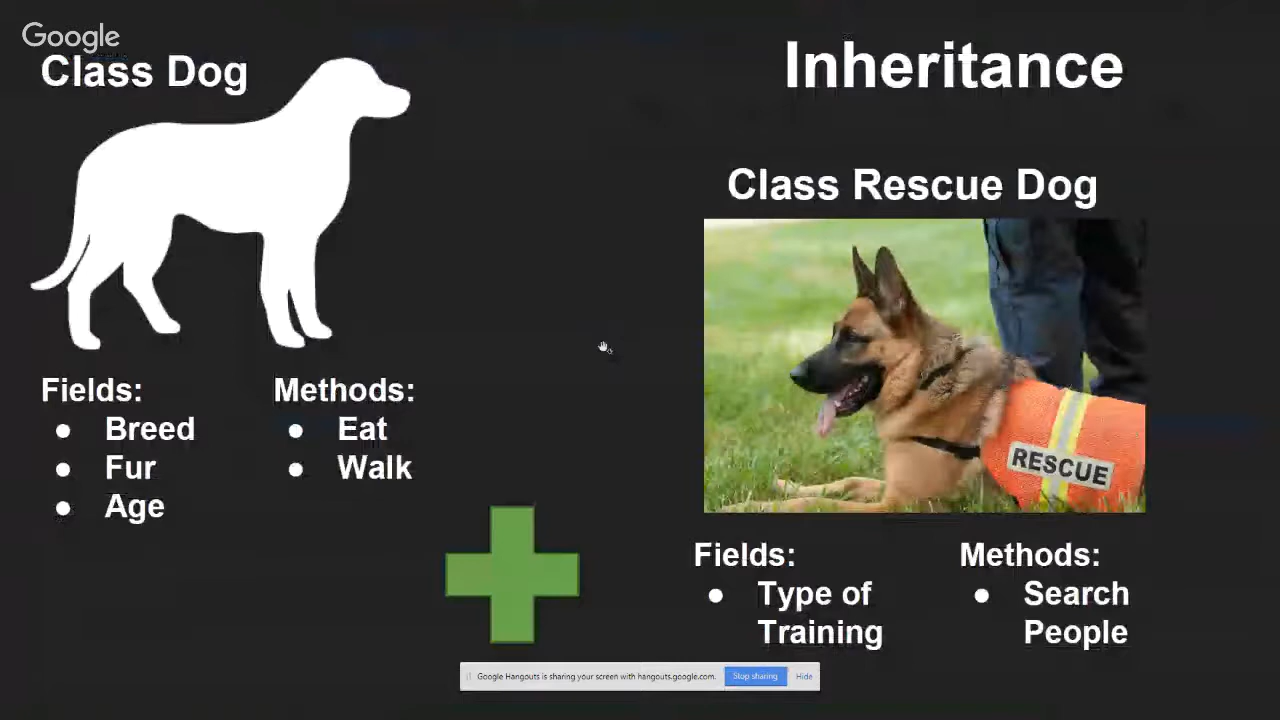 Google
Class Dog
Inheritance
Class Rescue Dog
RESCUE
Fields:
● Breed
● Fur
● Age
Methods:
● Eat
● Walk
Fields:
● Type of
Training
Methods:
● Search
People
Google Hangouts is sharing your screen with hangouts.google.com.
Stop sharing
Hide